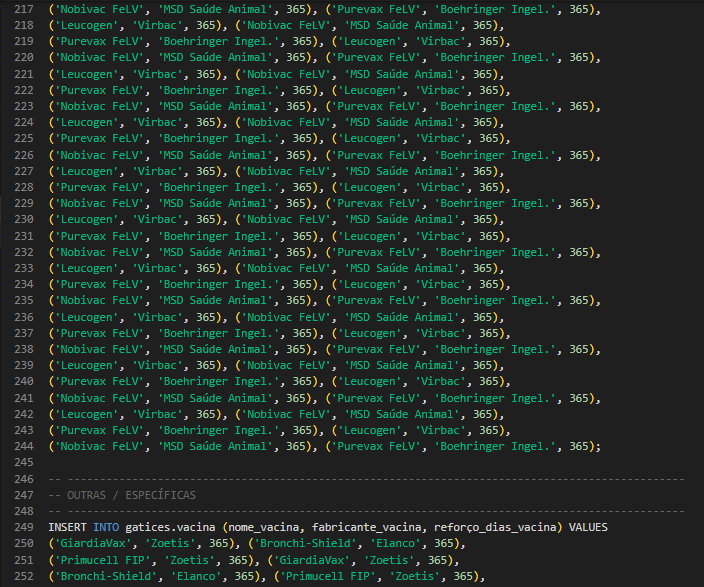 217 ('Nobivac FeLV', 'MSD Saúde Animal', 365), ('Purevax FeLV', 'Boehringer Ingel.', 365),
218 ('Leucogen', 'Virbac', 365), ('Nobivac FeLV', 'MSD Saúde Animal', 365),
219 ('Purevax FeLV', 'Boehringer Ingel.', 365), ('Leucogen', 'Virbac', 365),
220 ('Nobivac FeLV', 'MSD Saúde Animal', 365), ('Purevax FeLV', 'Boehringer Ingel.', 365),
221 ('Leucogen', 'Virbac', 365), ('Nobivac FeLV', 'MSD Saúde Animal', 365),
222 ('Purevax FeLV', 'Boehringer Ingel.', 365), ('Leucogen', 'Virbac', 365),
223 ('Nobivac FeLV', 'MSD Saúde Animal', 365), ('Purevax FeLV', 'Boehringer Ingel.', 365),
224 ('Leucogen', 'Virbac', 365), ('Nobivac FeLV', 'MSD Saúde Animal', 365),
225 ('Purevax FeLV', 'Boehringer Ingel.', 365), ('Leucogen', 'Virbac', 365),
226 ('Nobivac FeLV', 'MSD Saúde Animal', 365), ('Purevax FeLV', 'Boehringer Ingel.', 365),
227 ('Leucogen', 'Virbac', 365), ('Nobivac FeLV', 'MSD Saúde Animal', 365),
228 ('Purevax FeLV', 'Boehringer Ingel.', 365), ('Leucogen', 'Virbac', 365),
229 ('Nobivac FeLV', 'MSD Saúde Animal', 365), ('Purevax FeLV', 'Boehringer Ingel.', 365),
230 ('Leucogen', 'Virbac', 365), ('Nobivac FeLV', 'MSD Saúde Animal', 365),
231 ('Purevax FeLV', 'Boehringer Ingel.', 365), ('Leucogen', 'Virbac', 365),
232 ('Nobivac FeLV', 'MSD Saúde Animal', 365), ('Purevax FeLV', 'Boehringer Ingel.', 365),
233 ('Leucogen', 'Virbac', 365), ('Nobivac FeLV', 'MSD Saúde Animal', 365),
234 ('Purevax FeLV', 'Boehringer Ingel.', 365), ('Leucogen', 'Virbac', 365),
235 ('Nobivac FeLV', 'MSD Saúde Animal', 365), ('Purevax FeLV', 'Boehringer Ingel.', 365),
236 ('Leucogen', 'Virbac', 365), ('Nobivac FeLV', 'MSD Saúde Animal', 365),
237 ('Purevax FeLV', 'Boehringer Ingel.', 365), ('Leucogen', 'Virbac', 365),
238 ('Nobivac FeLV', 'MSD Saúde Animal', 365), ('Purevax FeLV', 'Boehringer Ingel.', 365),
239 ('Leucogen', 'Virbac', 365), ('Nobivac FeLV', 'MSD Saúde Animal', 365),
240 ('Purevax FeLV', 'Boehringer Ingel.', 365), ('Leucogen', 'Virbac', 365),
241 ('Nobivac FeLV', 'MSD Saúde Animal', 365), ('Purevax FeLV', 'Boehringer Ingel.', 365),
242 ('Leucogen', 'Virbac', 365), ('Nobivac FeLV', 'MSD Saúde Animal', 365),
243 ('Purevax FeLV', 'Boehringer Ingel.', 365), ('Leucogen', 'Virbac', 365),
244 ('Nobivac FeLV', 'MSD Saúde Animal', 365), ('Purevax FeLV', 'Boehringer Ingel.', 365);
245
246 -- ---------------------------------------------------------------------------------
247 -- OUTRAS / ESPECÍFICAS
248 -- ---------------------------------------------------------------------------------
249 INSERT INTO gatices.vacina (nome_vacina, fabricante_vacina, reforço_dias_vacina) VALUES
250 ('GiardiaVax', 'Zoetis', 365), ('Bronchi-Shield', 'Elanco', 365),
251 ('Primucell FIP', 'Zoetis', 365), ('GiardiaVax', 'Zoetis', 365),
252 ('Bronchi-Shield', 'Elanco', 365), ('Primucell FIP', 'Zoetis', 365),